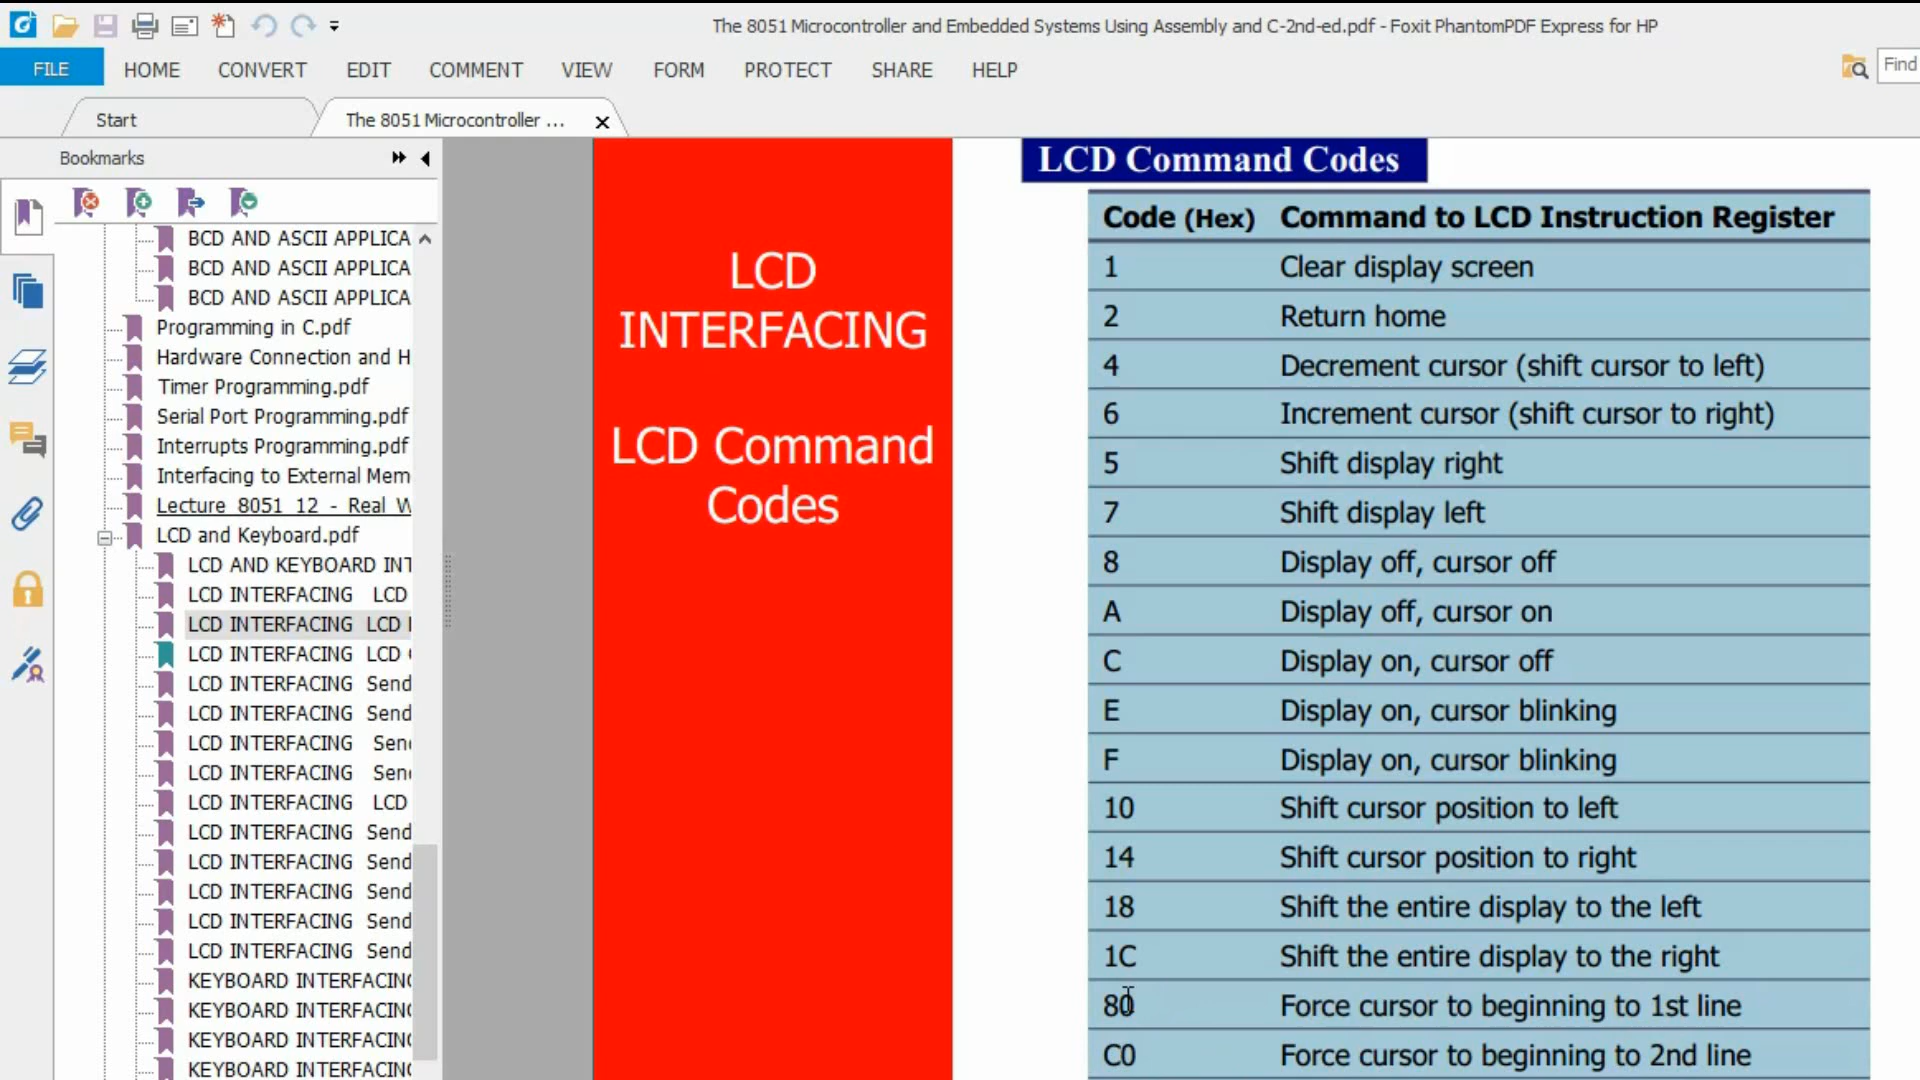 The 8051 Microcontroller and Embedded Systems Using Assembly and C-2nd-ed.pdf - Foxit PhantomPDF Express for HP
FILE HOME CONVERT EDIT COMMENT VIEW FORM PROTECT SHARE HELP
Find
Start
The 8051 Microcontroller ...
Bookmarks
BCD AND ASCII APPLICA
BCD AND ASCII APPLICA
BCD AND ASCII APPLICA
Programming in C.pdf
Hardware Connection and H
Timer Programming.pdf
Serial Port Programming.pdf
Interrupts Programming.pdf
Interfacing to External Mem
Lecture 8051 12 - Real W
LCD and Keyboard.pdf
LCD AND KEYBOARD INT
LCD INTERFACING LCD
LCD INTERFACING LCD
LCD INTERFACING LCD
LCD INTERFACING Send
LCD INTERFACING Send
LCD INTERFACING Sen
LCD INTERFACING Sen
LCD INTERFACING LCD
LCD INTERFACING Send
LCD INTERFACING Send
LCD INTERFACING Send
LCD INTERFACING Send
LCD INTERFACING Send
KEYBOARD INTERFACING
KEYBOARD INTERFACING
KEYBOARD INTERFACING
KEYBOARD INTERFACING
LCD
INTERFACING
LCD Command
Codes
LCD Command Codes
Code (Hex) Command to LCD Instruction Register
1 Clear display screen
2 Return home
4 Decrement cursor (shift cursor to left)
6 Increment cursor (shift cursor to right)
5 Shift display right
7 Shift display left
8 Display off, cursor off
A Display off, cursor on
C Display on, cursor off
E Display on, cursor blinking
F Display on, cursor blinking
10 Shift cursor position to left
14 Shift cursor position to right
18 Shift the entire display to the left
1C Shift the entire display to the right
80 Force cursor to beginning to 1st line
C0 Force cursor to beginning to 2nd line